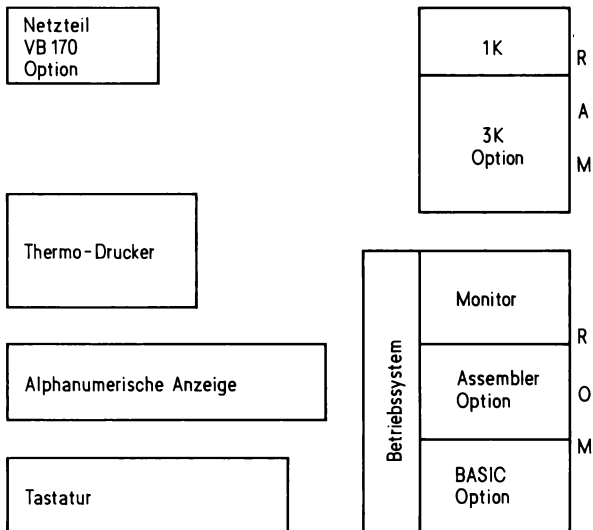 Netzteil
VB 170
Option
1K
3K
Option
R
A
M
Thermo-Drucker
Alphanumerische Anzeige
Tastatur
Betriebssystem
Monitor
Assembler
Option
BASIC
Option
R
O
M